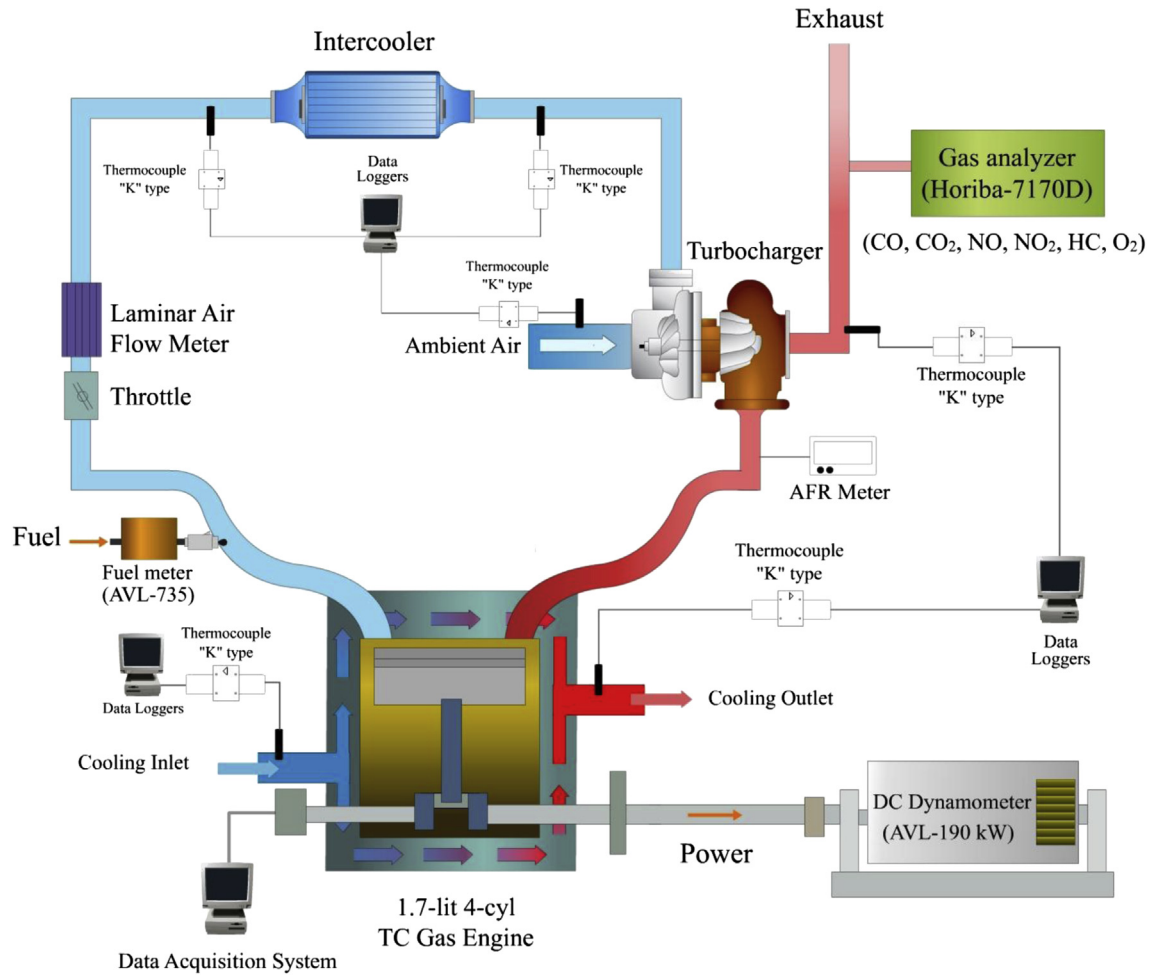 Exhaust
Intercooler
Gas analyzer
(Horiba-7170D)
(CO, CO₂, NO, NO₂, HC, O₂)
Thermocouple
"K" type
Data
Loggers
Thermocouple
"K" type
Turbocharger
Thermocouple
"K" type
Laminar Air
Flow Meter
Ambient Air
Thermocouple
"K" type
Throttle
AFR Meter
Fuel
Fuel meter
(AVL-735)
Thermocouple
"K" type
Thermocouple
"K" type
Data Loggers
Data
Loggers
Cooling Outlet
Cooling Inlet
DC Dynamometer
(AVL-190 kW)
Power
1.7-lit 4-cyl
TC Gas Engine
Data Acquisition System